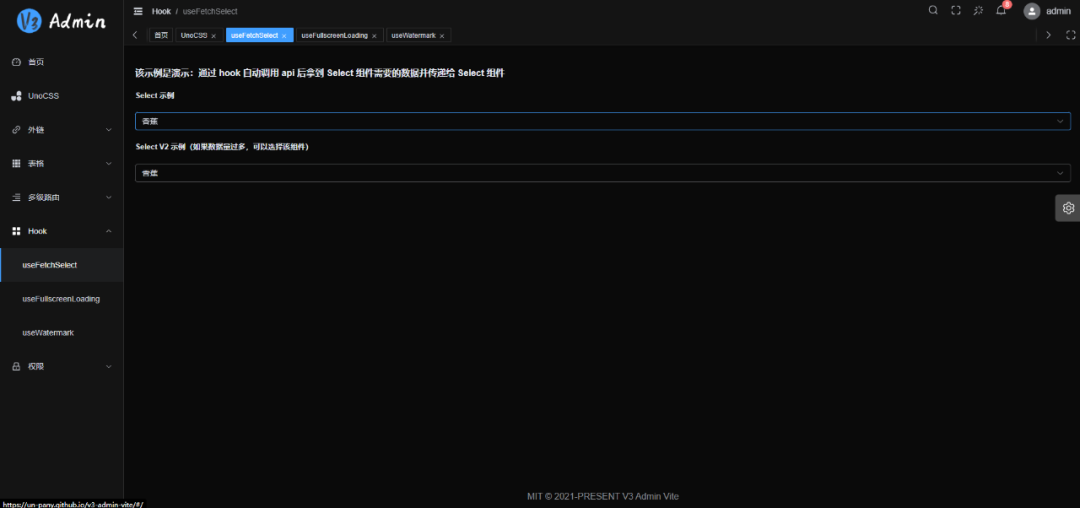 V3 Admin
Hook / useFetchSelect
8
admin
首页
UnoCSS
useFetchSelect
useFullscreenLoading
useWatermark
首页
UnoCSS
外链
表格
多级路由
Hook
useFetchSelect
useFullscreenLoading
useWatermark
权限
该示例是演示：通过 hook 自动调用 api 后拿到 Select 组件需要的数据并传递给 Select 组件
Select 示例
香蕉
Select V2 示例（如果数据量过多，可以选择该组件）
香蕉
MIT © 2021-PRESENT V3 Admin Vite
https://un-pany.github.io/v3-admin-vite/#/